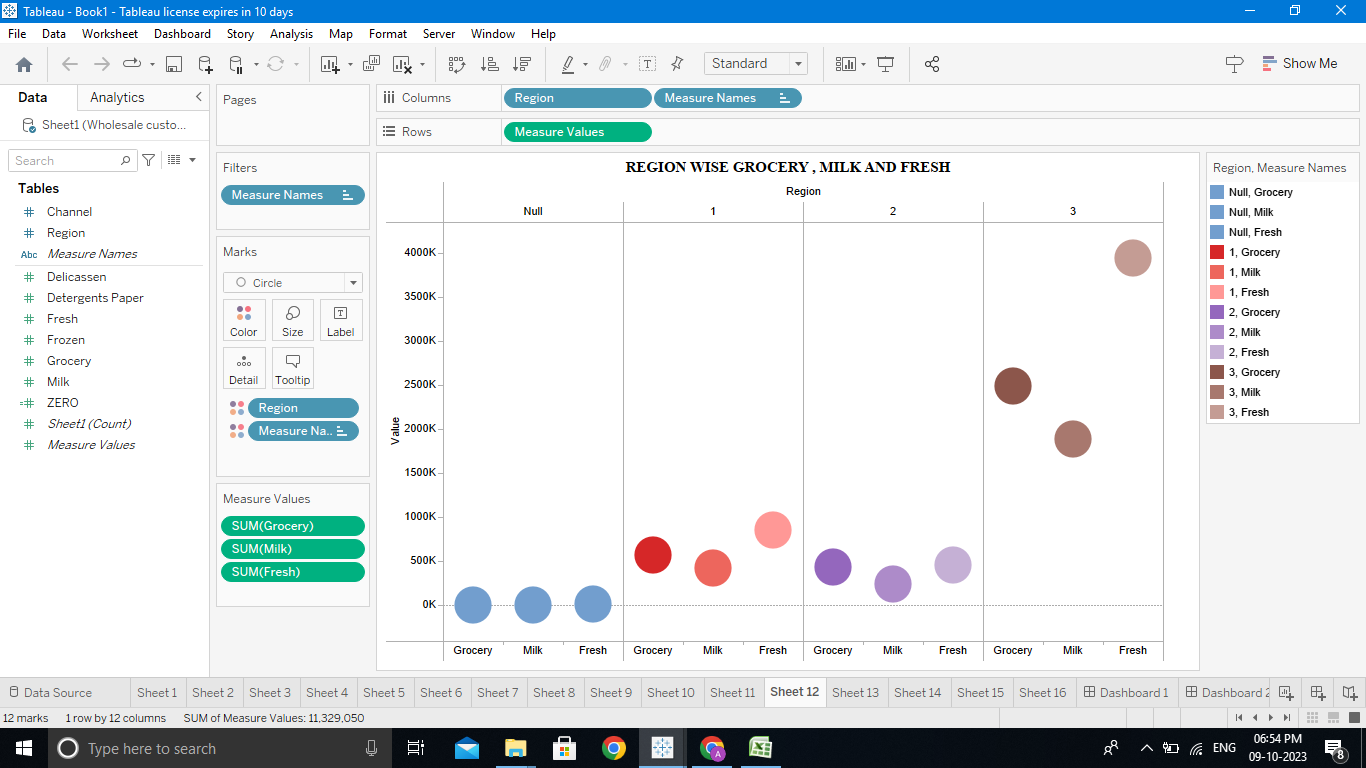 Tableau - Book1 - Tableau license expires in 10 days
File Data Worksheet Dashboard Story Analysis Map Format Server Window Help
Standard
Show Me
Data Analytics
Sheet1 (Wholesale custo...
Search
Tables
Channel
Region
Abc Measure Names
Delicassen
Detergents Paper
Fresh
Frozen
Grocery
Milk
ZERO
Sheet1 (Count)
Measure Values
Pages
Filters
Measure Names
Marks
Circle
Color Size Label
Detail Tooltip
Region
Measure Na..
Measure Values
SUM(Grocery)
SUM(Milk)
SUM(Fresh)
Columns Region Measure Names
Rows Measure Values
REGION WISE GROCERY , MILK AND FRESH
Region
Null 1 2 3
4000K
3500K
3000K
2500K
2000K
1500K
1000K
500K
0K
Value
Grocery Milk Fresh Grocery Milk Fresh Grocery Milk Fresh Grocery Milk Fresh
Region, Measure Names
Null, Grocery
Null, Milk
Null, Fresh
1, Grocery
1, Milk
1, Fresh
2, Grocery
2, Milk
2, Fresh
3, Grocery
3, Milk
3, Fresh
Data Source Sheet 1 Sheet 2 Sheet 3 Sheet 4 Sheet 5 Sheet 6 Sheet 7 Sheet 8 Sheet 9 Sheet 10 Sheet 11 Sheet 12 Sheet 13 Sheet 14 Sheet 15 Sheet 16 Dashboard 1 Dashboard 2
12 marks 1 row by 12 columns SUM of Measure Values: 11,329,050
Type here to search
A
ENG
06:54 PM
09-10-2023
8